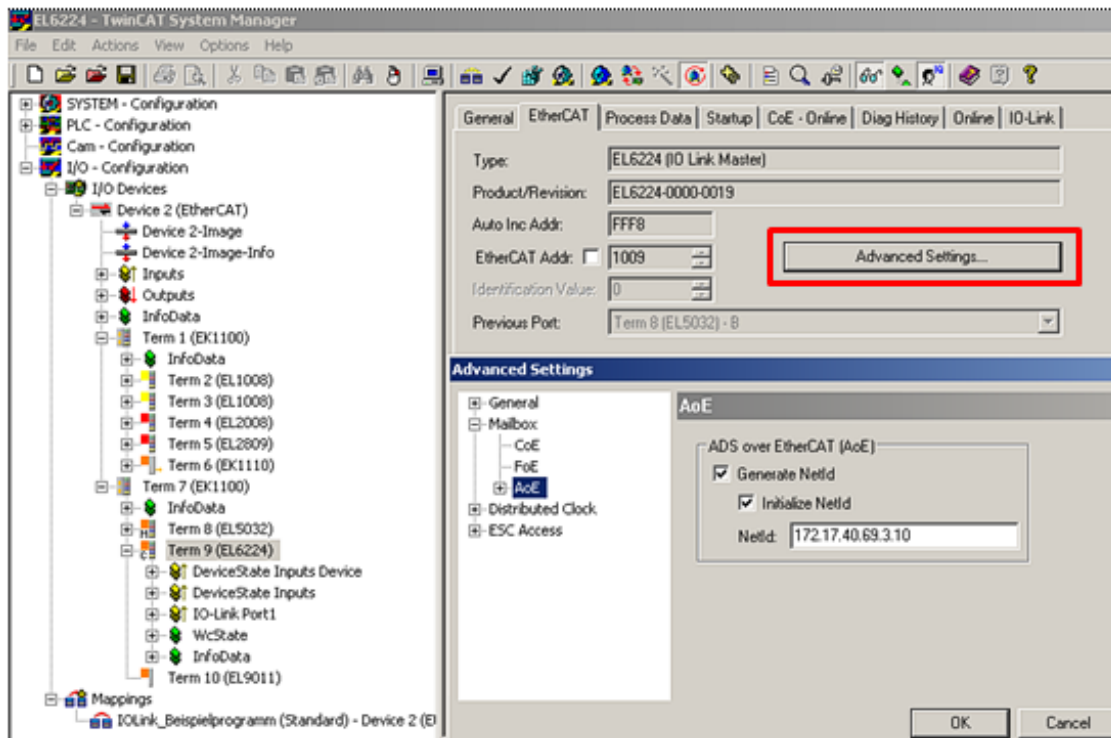 EL6224 - TwinCAT System Manager
File Edit Actions View Options Help
SYSTEM - Configuration
PLC - Configuration
Cam - Configuration
I/O - Configuration
I/O Devices
Device 2 (EtherCAT)
Device 2-Image
Device 2-Image-Info
Inputs
Outputs
InfoData
Term 1 (EK1100)
InfoData
Term 2 (EL1008)
Term 3 (EL1008)
Term 4 (EL2008)
Term 5 (EL2809)
Term 6 (EK1110)
Term 7 (EK1100)
InfoData
Term 8 (EL5032)
Term 9 (EL6224)
DeviceState Inputs Device
DeviceState Inputs
IO-Link Port1
WcState
InfoData
Term 10 (EL9011)
Mappings
IOLink_Beispielprogramm (Standard) - Device 2 (El
General EtherCAT Process Data Startup CoE - Online Diag History Online IO-Link
Type: EL6224 (IO Link Master)
Product/Revision: EL6224-0000-0019
Auto Inc Addr: FFF8
EtherCAT Addr: 1009
Advanced Settings...
Identification Value: 0
Previous Port: Term 8 (EL5032) - B
Advanced Settings
General
Mailbox
CoE
FoE
AoE
Distributed Clock
ESC Access
AoE
ADS over EtherCAT (AoE)
Generate NetId
Initialize NetId
NetId: 172.17.40.69.3.10
OK Cancel